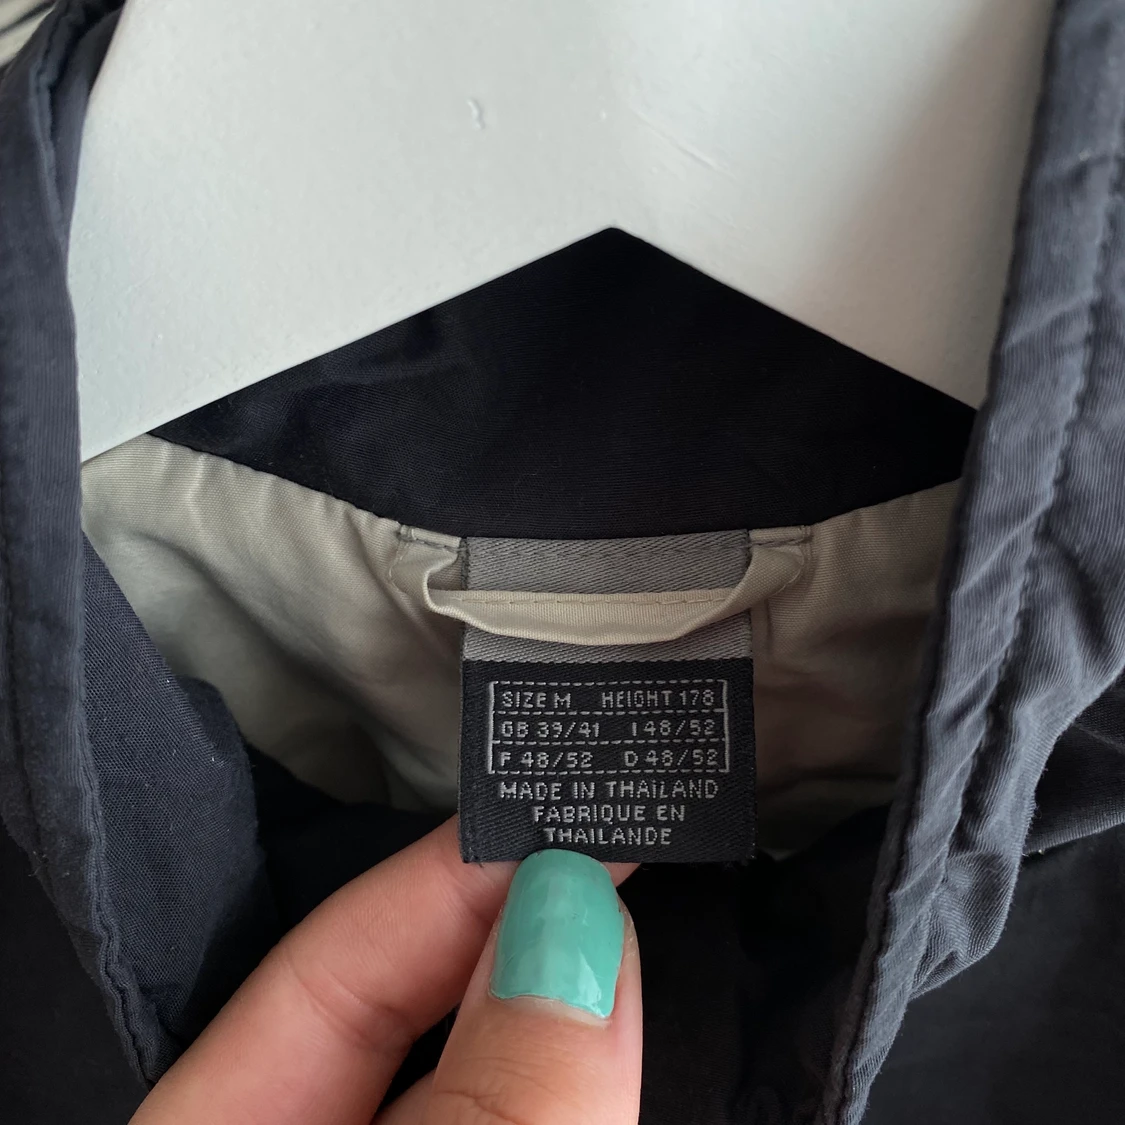 SIZE M HEIGHT 178
GB 39/41 I 48/52
F 48/52 D 48/52
MADE IN THAILAND
FABRIQUE EN
THAILANDE